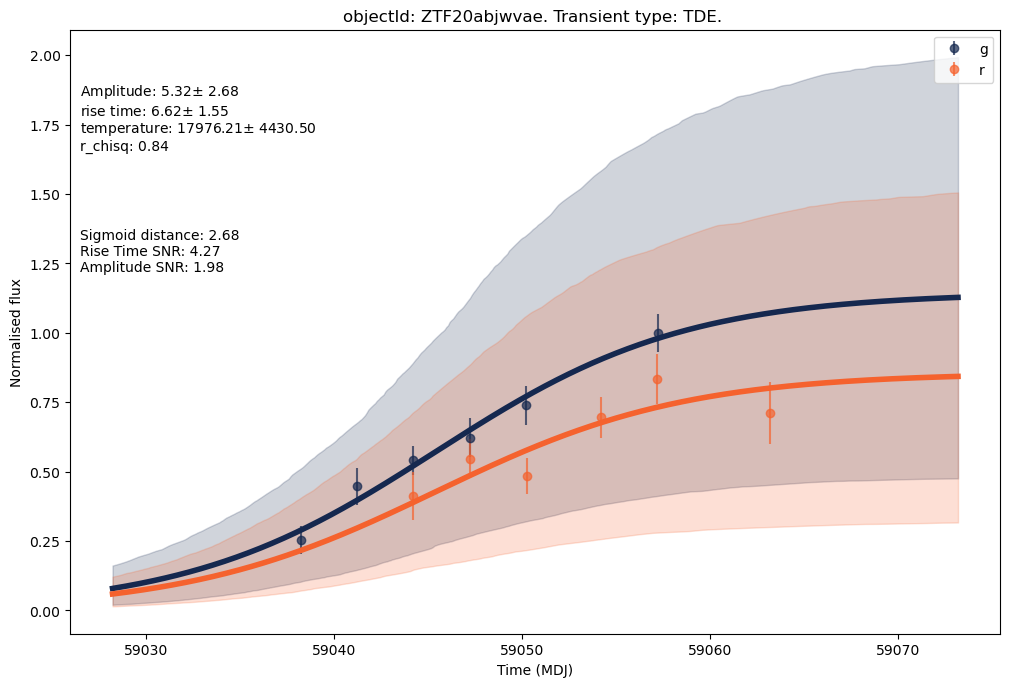 objectId: ZTF20abjwvae. Transient type: TDE.
g
r
Amplitude: 5.32± 2.68
rise time: 6.62± 1.55
temperature: 17976.21± 4430.50
r_chisq: 0.84
Sigmoid distance: 2.68
Rise Time SNR: 4.27
Amplitude SNR: 1.98
Normalised flux
2.00
1.75
1.50
1.25
1.00
0.75
0.50
0.25
0.00
59030 59040 59050 59060 59070
Time (MDJ)